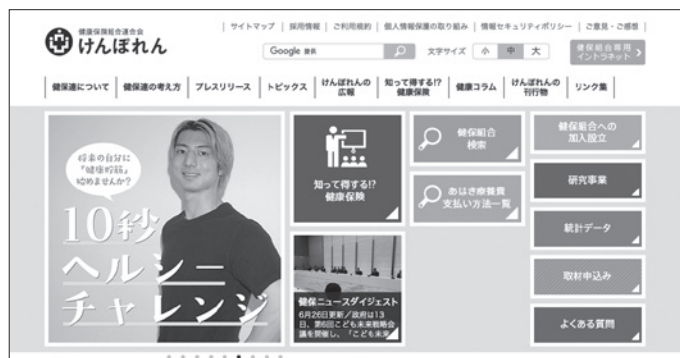 健康保険組合連合会
けんぽれん
サイトマップ | 採用情報 | ご利用規約 | 個人情報保護の取り組み | 情報セキュリティポリシー | ご意見・ご感想
Google 提供
文字サイズ 小 中 大
健保組合専用
イントラネット
健保連について
健保連の考え方
プレスリリース
トピックス
けんぽれんの
広報
知って得する!?
健康保険
健康コラム
けんぽれんの
刊行物
リンク集
将来の自分に
『健康貯筋』
始めませんか?
10秒
ヘルシー
チャレンジ
知って得する!?
健康保険
健保組合
検索
あはき療養費
支払い方法一覧
健保ニュースダイジェスト
6月26日更新/政府は13
日、第6回こども未来戦略会
議を開催し、「こども未来
健保組合への
加入設立
研究事業
統計データ
取材申込み
よくある質問